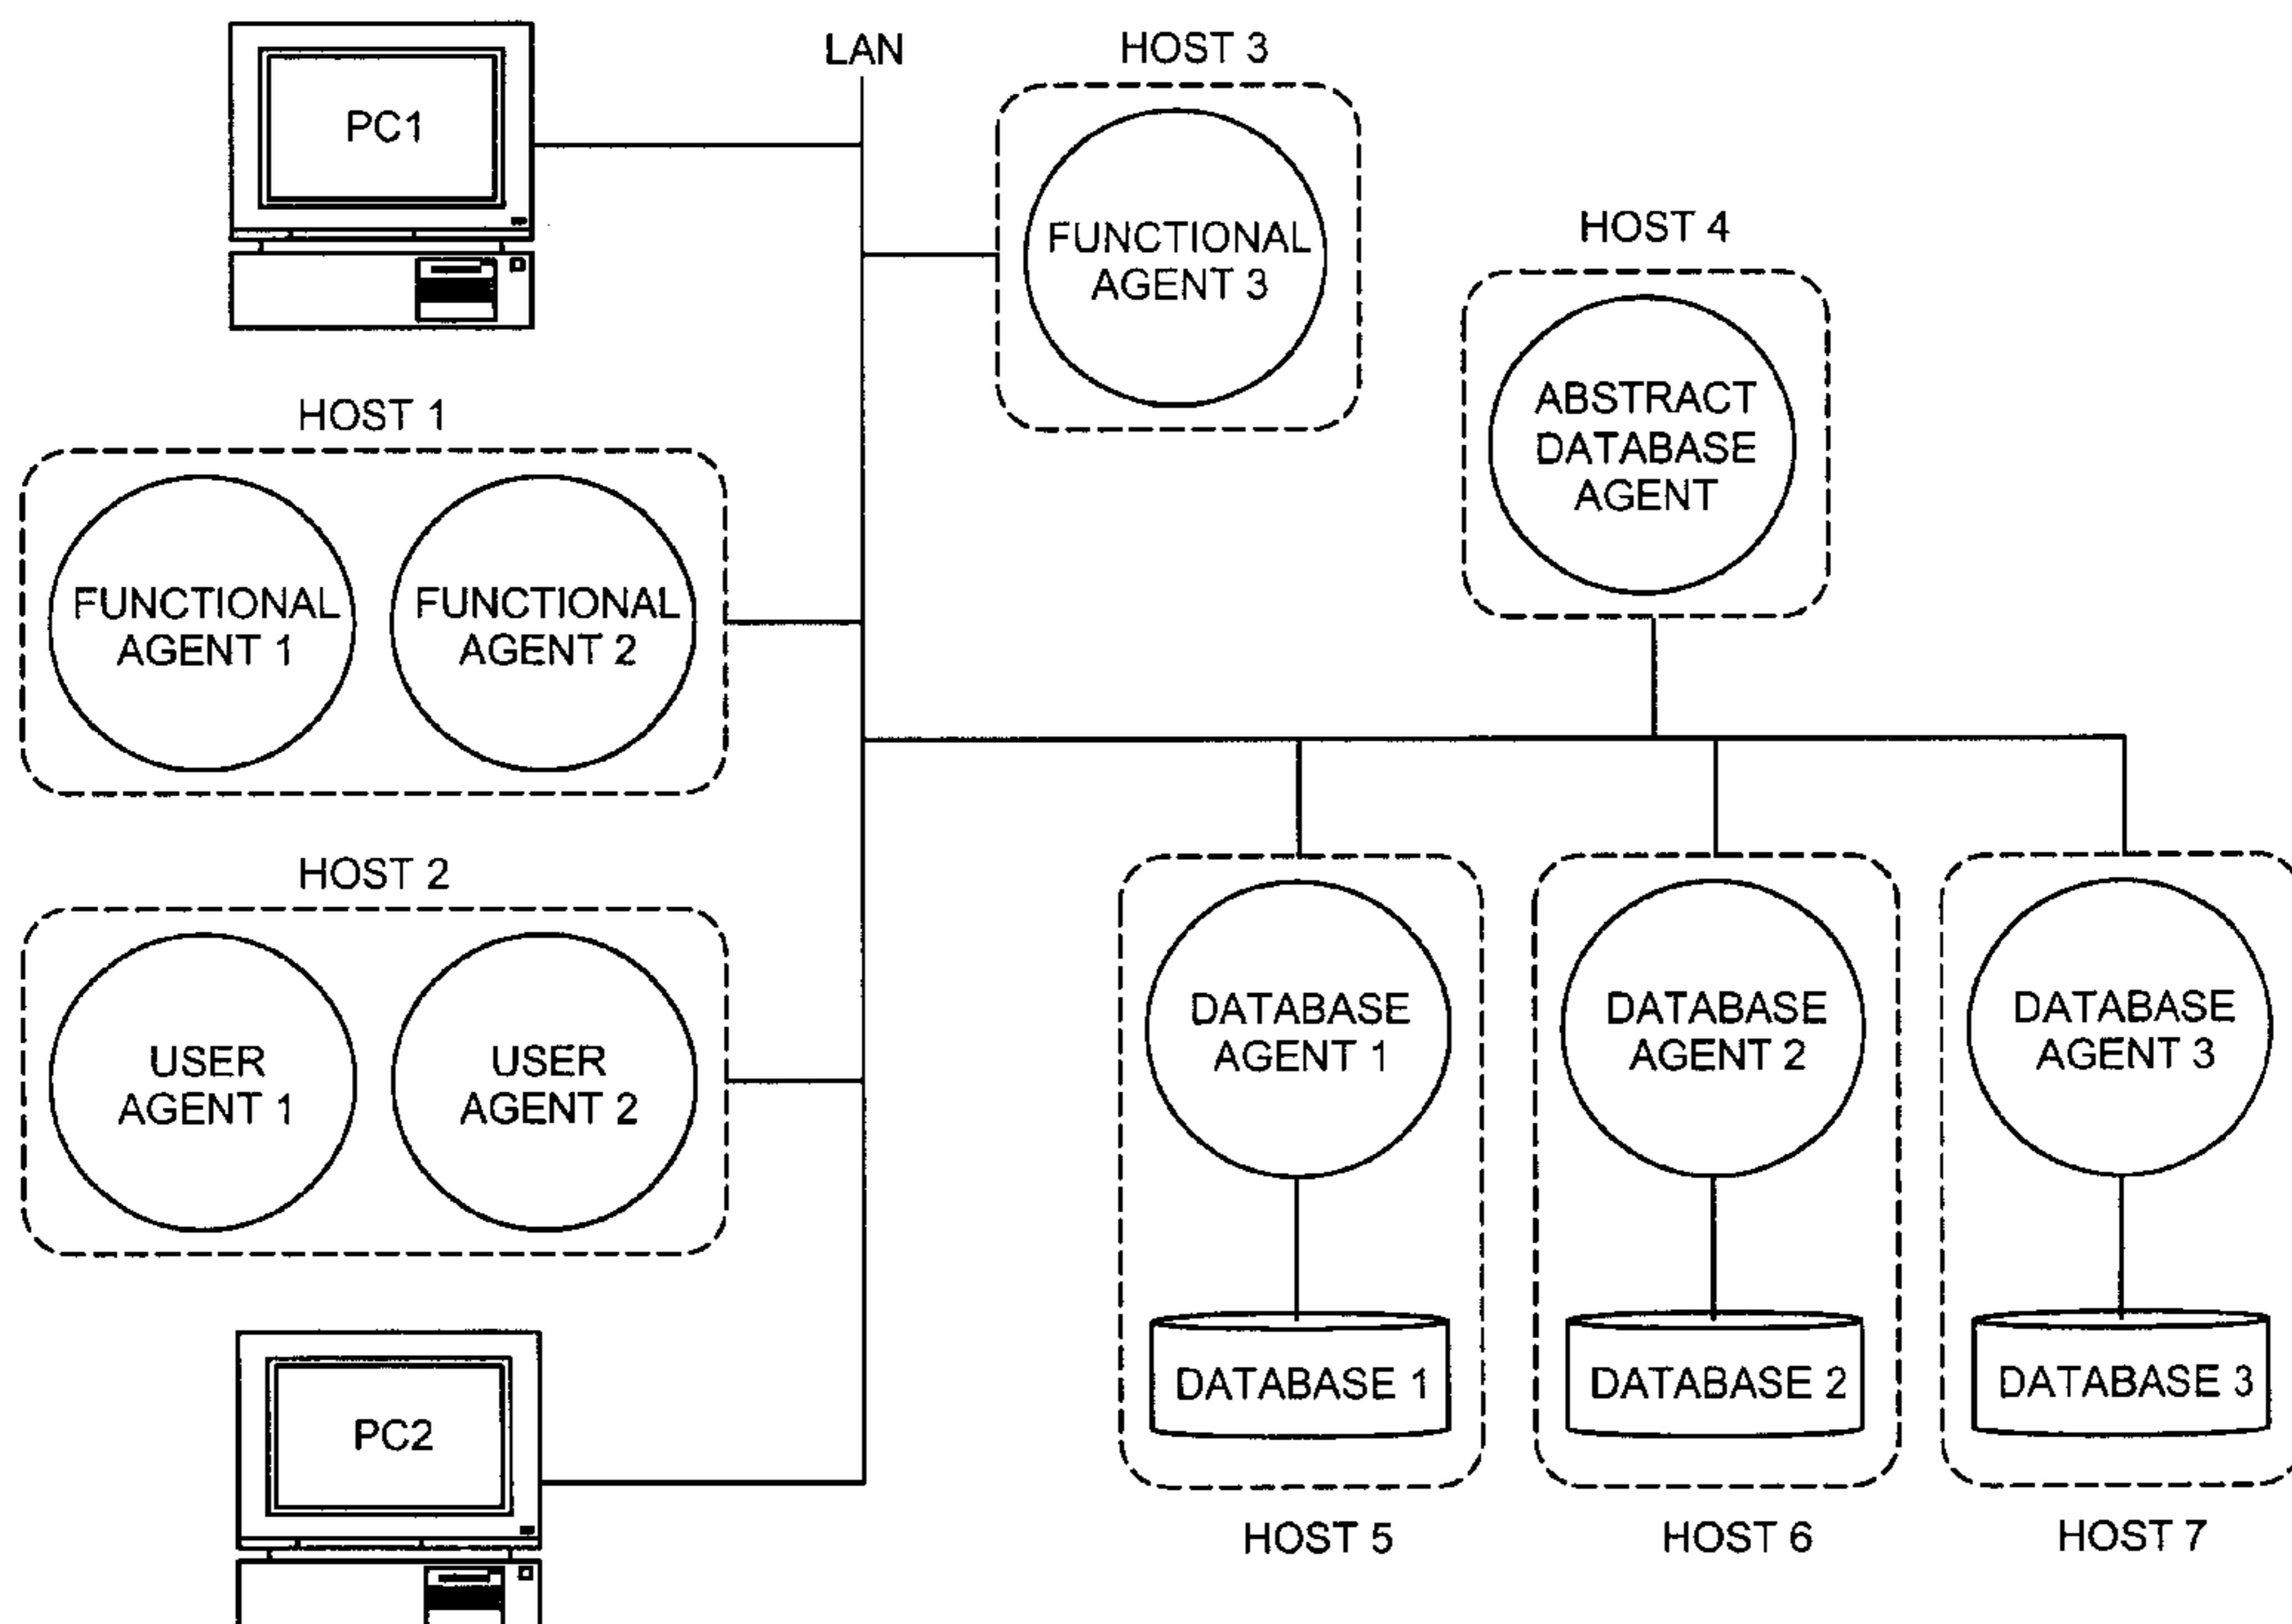 PC1
LAN
HOST 3
FUNCTIONAL
AGENT 3
HOST 4
ABSTRACT
DATABASE
AGENT
HOST 1
FUNCTIONAL
AGENT 1
FUNCTIONAL
AGENT 2
HOST 2
USER
AGENT 1
USER
AGENT 2
PC2
DATABASE
AGENT 1
DATABASE 1
HOST 5
DATABASE
AGENT 2
DATABASE 2
HOST 6
DATABASE
AGENT 3
DATABASE 3
HOST 7